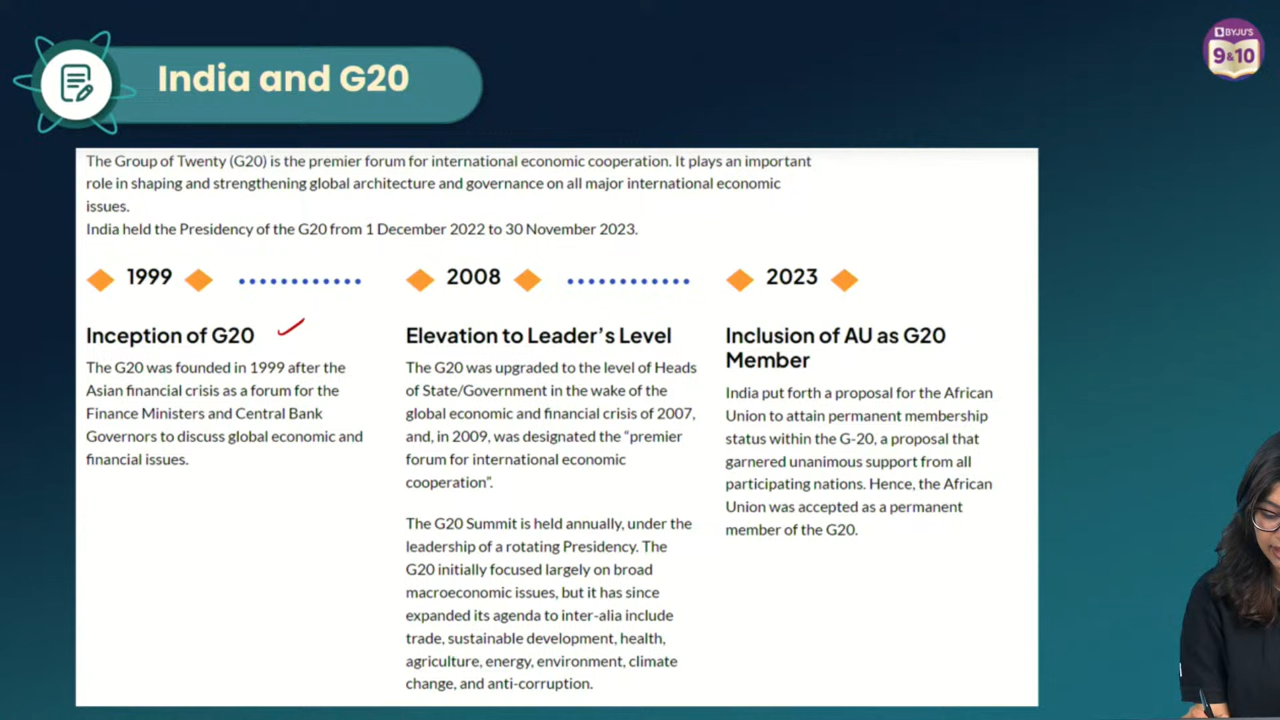 India and G20
BYJU'S
9&10
The Group of Twenty (G20) is the premier forum for international economic cooperation. It plays an important
role in shaping and strengthening global architecture and governance on all major international economic
issues.
India held the Presidency of the G20 from 1 December 2022 to 30 November 2023.
1999
Inception of G20
The G20 was founded in 1999 after the
Asian financial crisis as a forum for the
Finance Ministers and Central Bank
Governors to discuss global economic and
financial issues.
2008
Elevation to Leader's Level
The G20 was upgraded to the level of Heads
of State/Government in the wake of the
global economic and financial crisis of 2007,
and, in 2009, was designated the “premier
forum for international economic
cooperation”.
The G20 Summit is held annually, under the
leadership of a rotating Presidency. The
G20 initially focused largely on broad
macroeconomic issues, but it has since
expanded its agenda to inter-alia include
trade, sustainable development, health,
agriculture, energy, environment, climate
change, and anti-corruption.
2023
Inclusion of AU as G20
Member
India put forth a proposal for the African
Union to attain permanent membership
status within the G-20, a proposal that
garnered unanimous support from all
participating nations. Hence, the African
Union was accepted as a permanent
member of the G20.